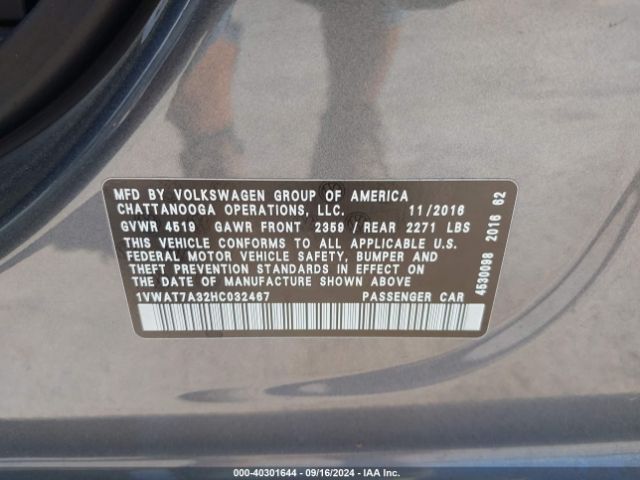 MFD BY VOLKSWAGEN GROUP OF AMERICA
CHATTANOOGA OPERATIONS, LLC. 11/2016
GVWR 4519 GAWR FRONT 2359 / REAR 2271 LBS
THIS VEHICLE CONFORMS TO ALL APPLICABLE U.S.
FEDERAL MOTOR VEHICLE SAFETY, BUMPER AND
THEFT PREVENTION STANDARDS IN EFFECT ON
THE DATE OF MANUFACTURE SHOWN ABOVE.
1VWAT7A32HC032467 PASSENGER CAR
4530098 2016 62
000-40301644 - 09/16/2024 - IAA Inc.